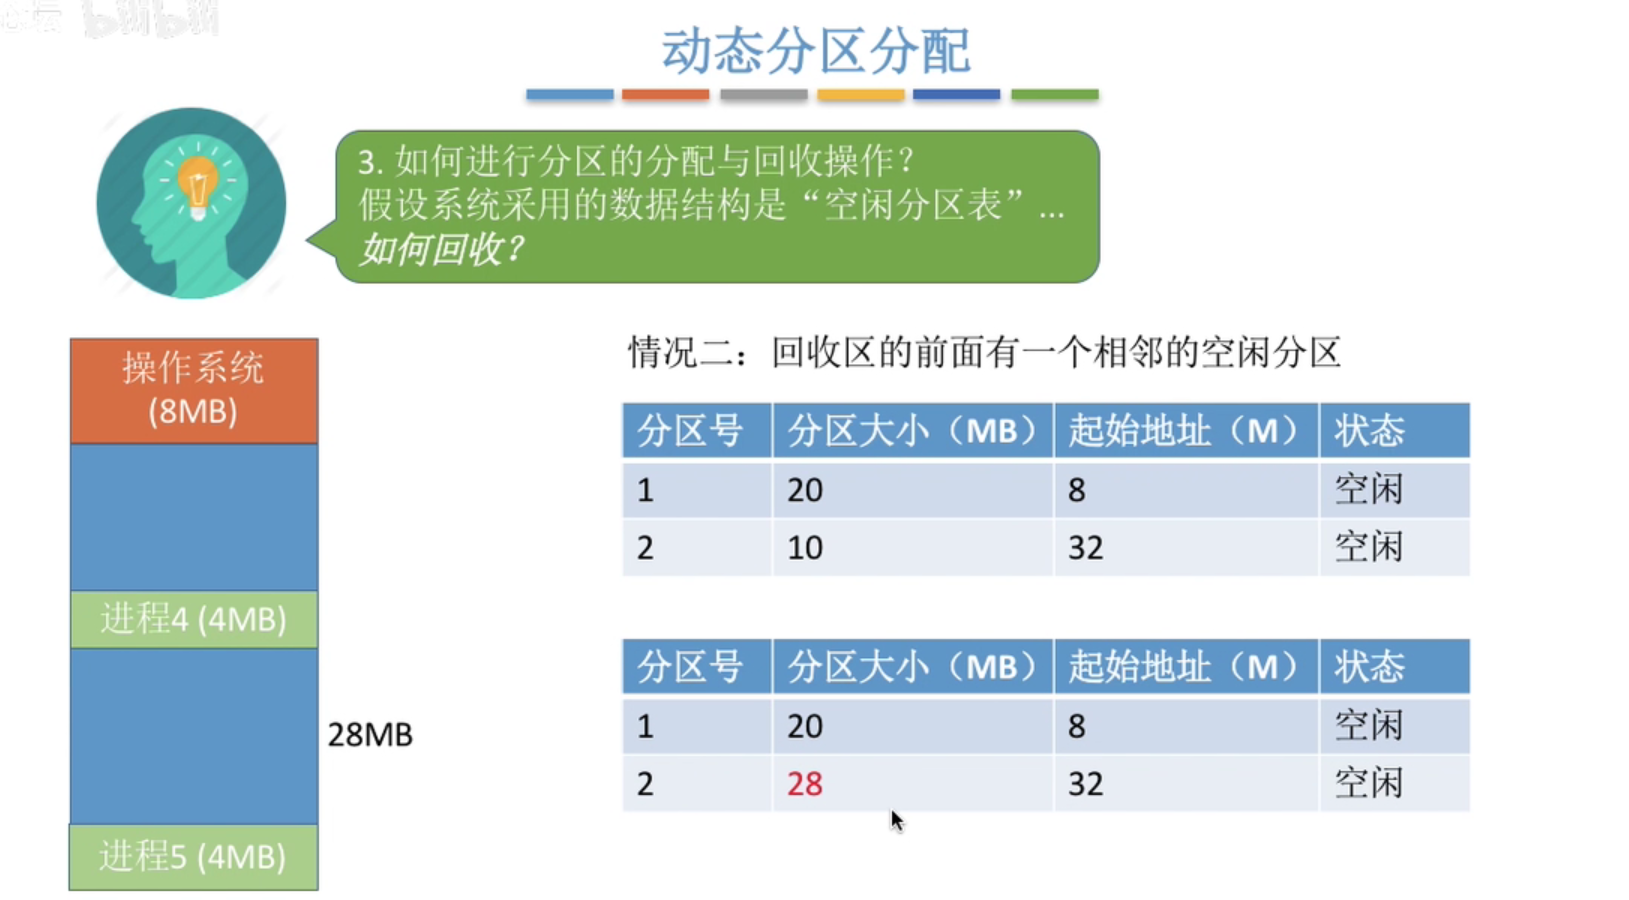 动态分区分配
3. 如何进行分区的分配与回收操作？
假设系统采用的数据结构是“空闲分区表”...
如何回收？
操作系统
(8MB)
进程4 (4MB)
28MB
进程5 (4MB)
情况二：回收区的前面有一个相邻的空闲分区
分区号 分区大小（MB） 起始地址（M） 状态
1 20 8 空闲
2 10 32 空闲
分区号 分区大小（MB） 起始地址（M） 状态
1 20 8 空闲
2 28 32 空闲